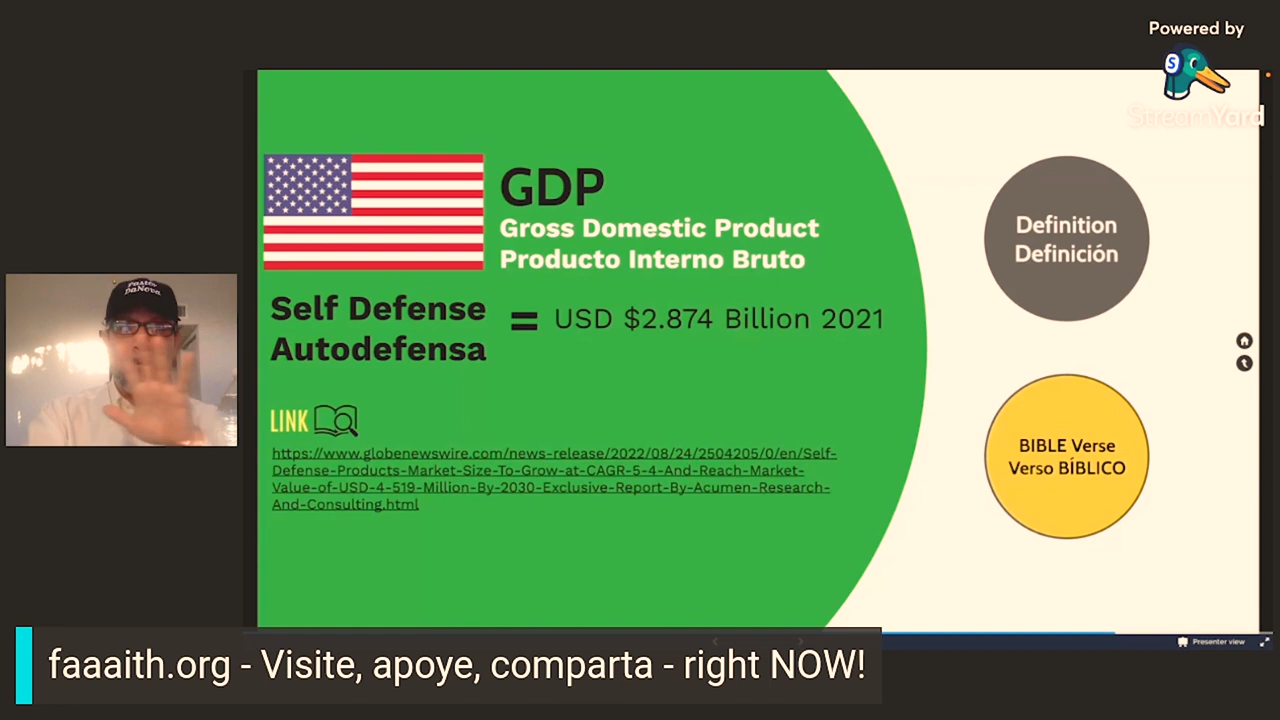 Powered by
StreamYard
GDP
Gross Domestic Product
Producto Interno Bruto
Self Defense
Autodefensa
= USD $2.874 Billion 2021
LINK
https://www.globenewswire.com/news-release/2022/08/24/2504205/0/en/Self-
Defense-Products-Market-Size-To-Grow-at-CAGR-5-4-And-Reach-Market-
Value-of-USD-4-519-Million-By-2030-Exclusive-Report-By-Acumen-Research-
And-Consulting.html
Definition
Definición
BIBLE Verse
Verso BÍBLICO
Pastor
DaNova
Presenter view
faaaith.org - Visite, apoye, comparta - right NOW!